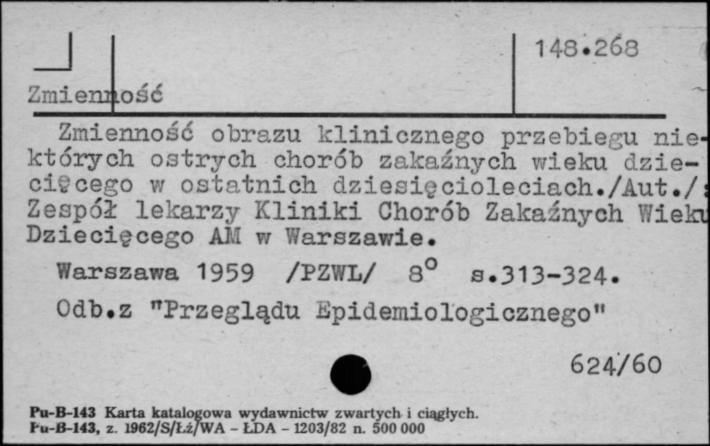 148.268
Zmienność
Zmienność obrazu klinicznego przebiegu nie-
których ostrych chorób zakaźnych wieku dzie-
cięcego w ostatnich dziesięcioleciach./Aut./:
Zespół lekarzy Kliniki Chorób Zakaźnych Wieku
Dziecięcego AM w Warszawie.
Warszawa 1959 /PZWL/ 8° s.313-324.
Odb.z "Przeglądu Epidemiologicznego"
624/60
Pu-B-143 Karta katalogowa wydawnictw zwartych i ciągłych.
Pu-B-143, z. 1962/S/Łż/WA - ŁDA - 1203/82 n. 500 000